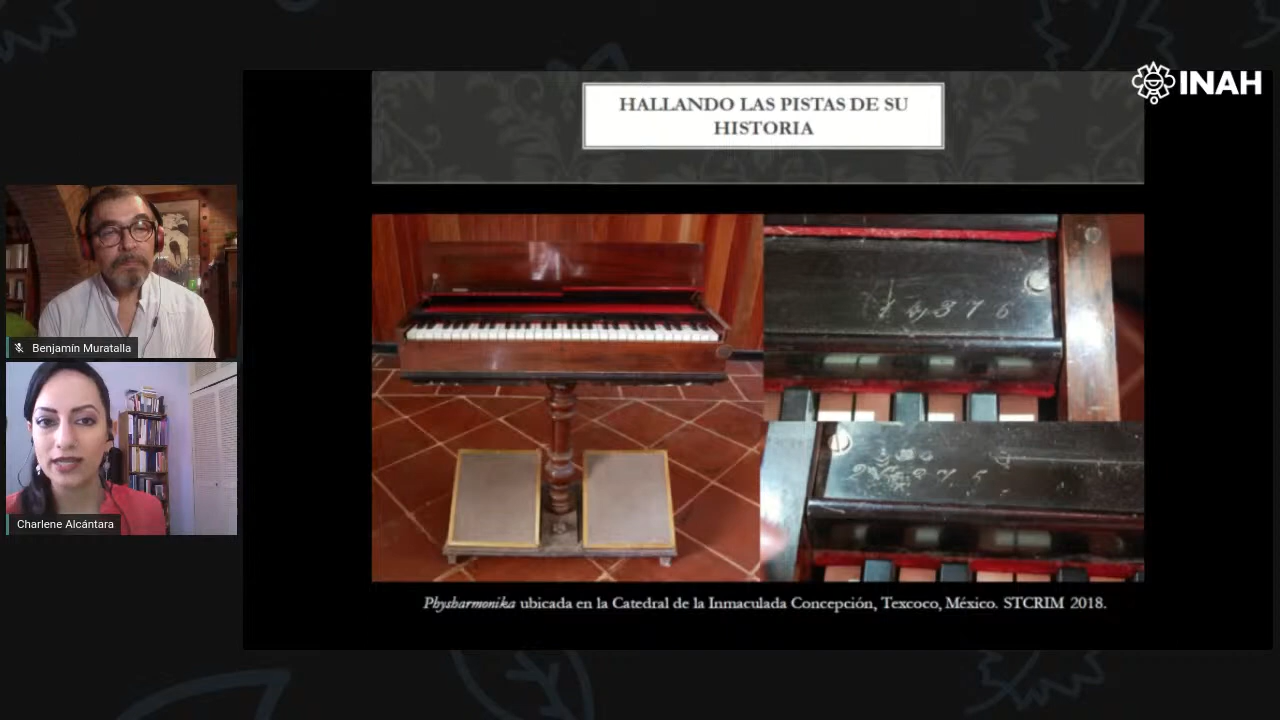 INAH
HALLANDO LAS PISTAS DE SU
HISTORIA
Benjamín Muratalla
Charlene Alcántara
Physharmonika ubicada en la Catedral de la Inmaculada Concepción, Texcoco, México. STCRIM 2018.